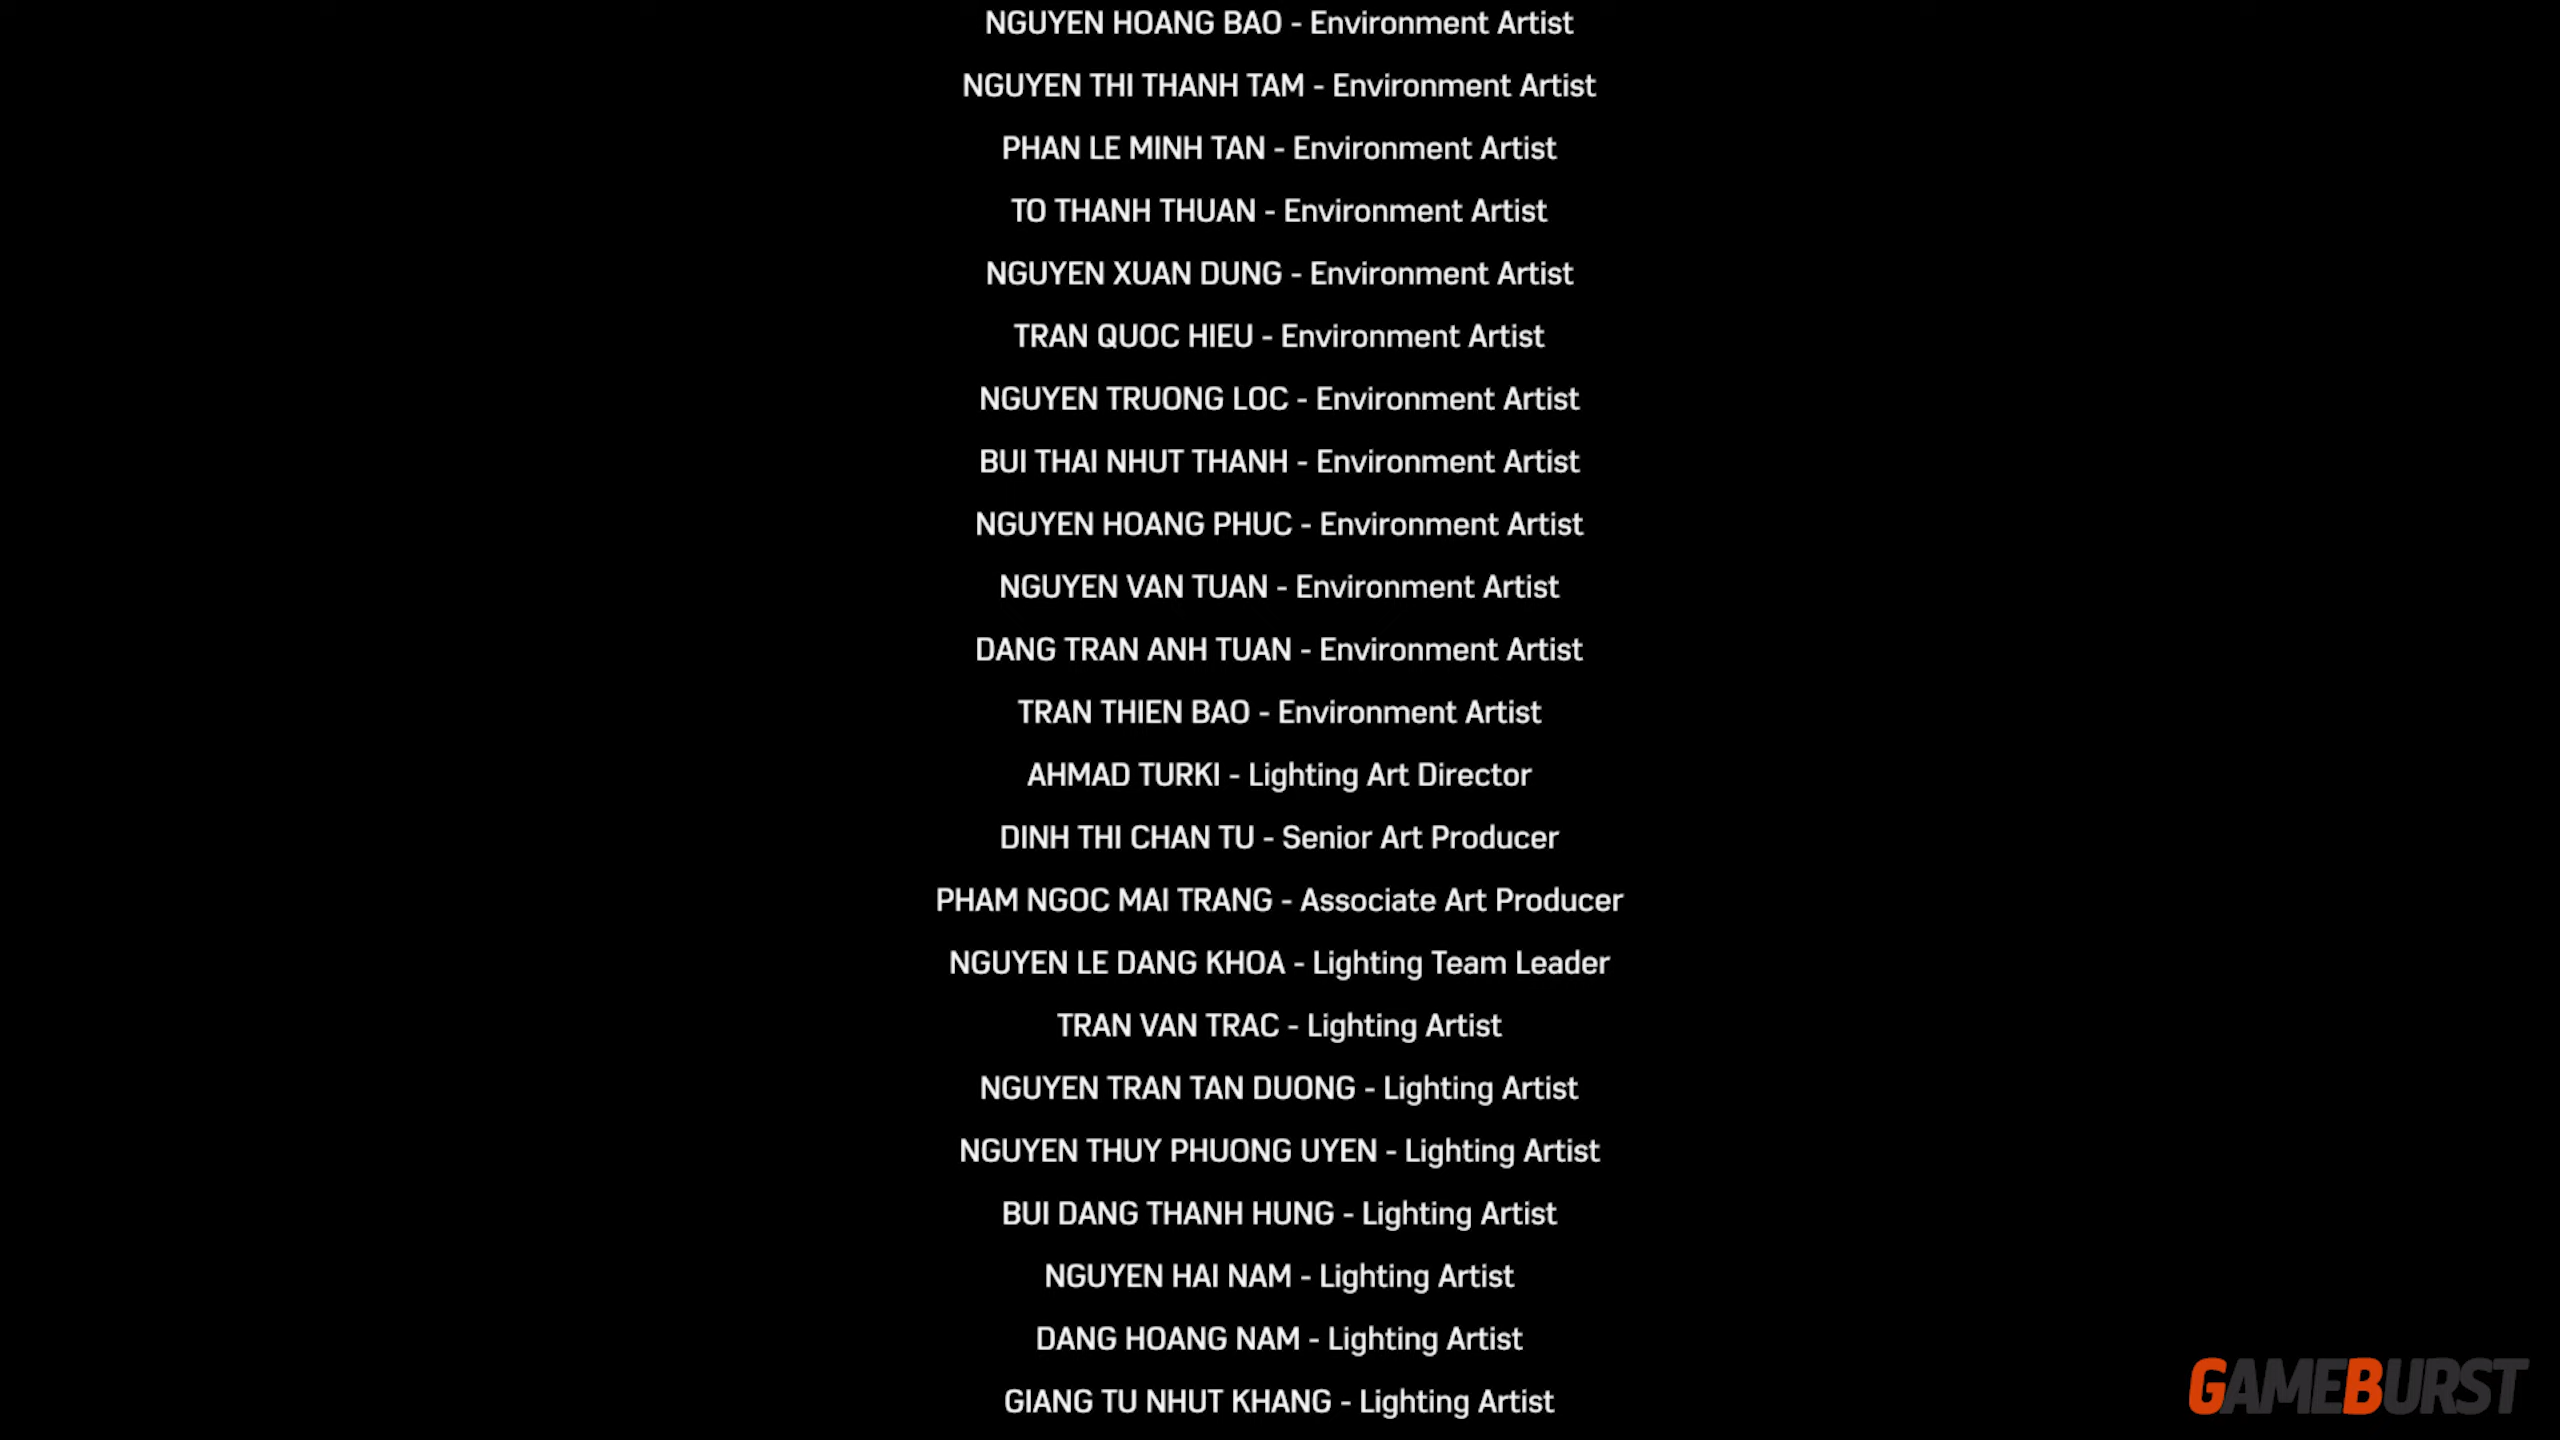 NGUYEN HOANG BAO - Environment Artist
NGUYEN THI THANH TAM - Environment Artist
PHAN LE MINH TAN - Environment Artist
TO THANH THUAN - Environment Artist
NGUYEN XUAN DUNG - Environment Artist
TRAN QUOC HIEU - Environment Artist
NGUYEN TRUONG LOC - Environment Artist
BUI THAI NHUT THANH - Environment Artist
NGUYEN HOANG PHUC - Environment Artist
NGUYEN VAN TUAN - Environment Artist
DANG TRAN ANH TUAN - Environment Artist
TRAN THIEN BAO - Environment Artist
AHMAD TURKI - Lighting Art Director
DINH THI CHAN TU - Senior Art Producer
PHAM NGOC MAI TRANG - Associate Art Producer
NGUYEN LE DANG KHOA - Lighting Team Leader
TRAN VAN TRAC - Lighting Artist
NGUYEN TRAN TAN DUONG - Lighting Artist
NGUYEN THUY PHUONG UYEN - Lighting Artist
BUI DANG THANH HUNG - Lighting Artist
NGUYEN HAI NAM - Lighting Artist
DANG HOANG NAM - Lighting Artist
GIANG TU NHUT KHANG - Lighting Artist
GAMEBURST